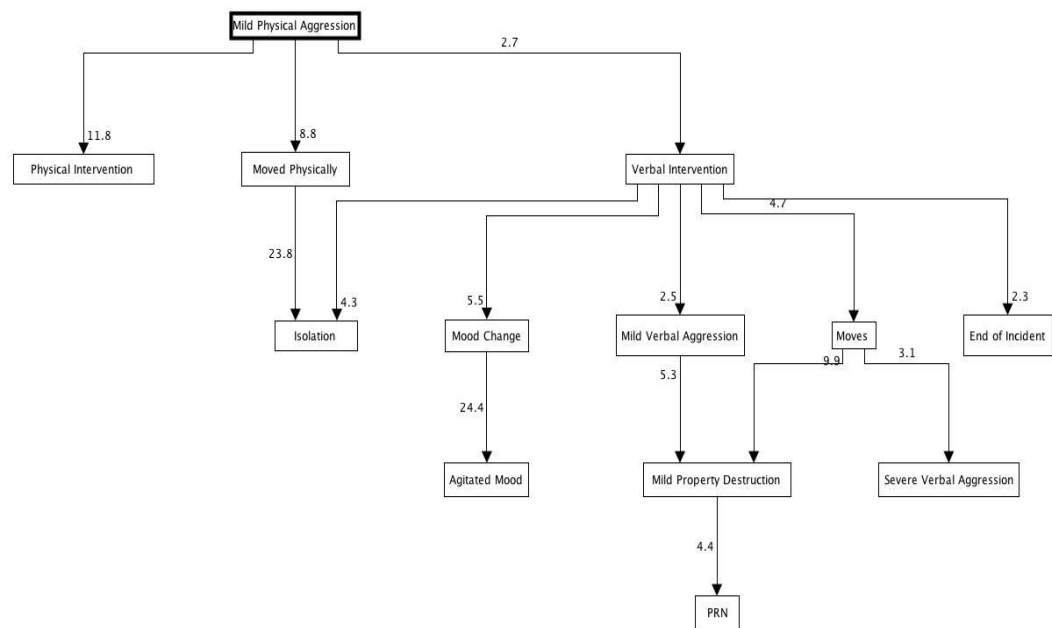 Mild Physical Aggression
2.7
11.8
8.8
Physical Intervention
Moved Physically
Verbal Intervention
4.7
23.8
4.3
5.5
2.5
2.3
Isolation
Mood Change
Mild Verbal Aggression
Moves
End of Incident
9.9
3.1
5.3
24.4
Agitated Mood
Mild Property Destruction
Severe Verbal Aggression
4.4
PRN